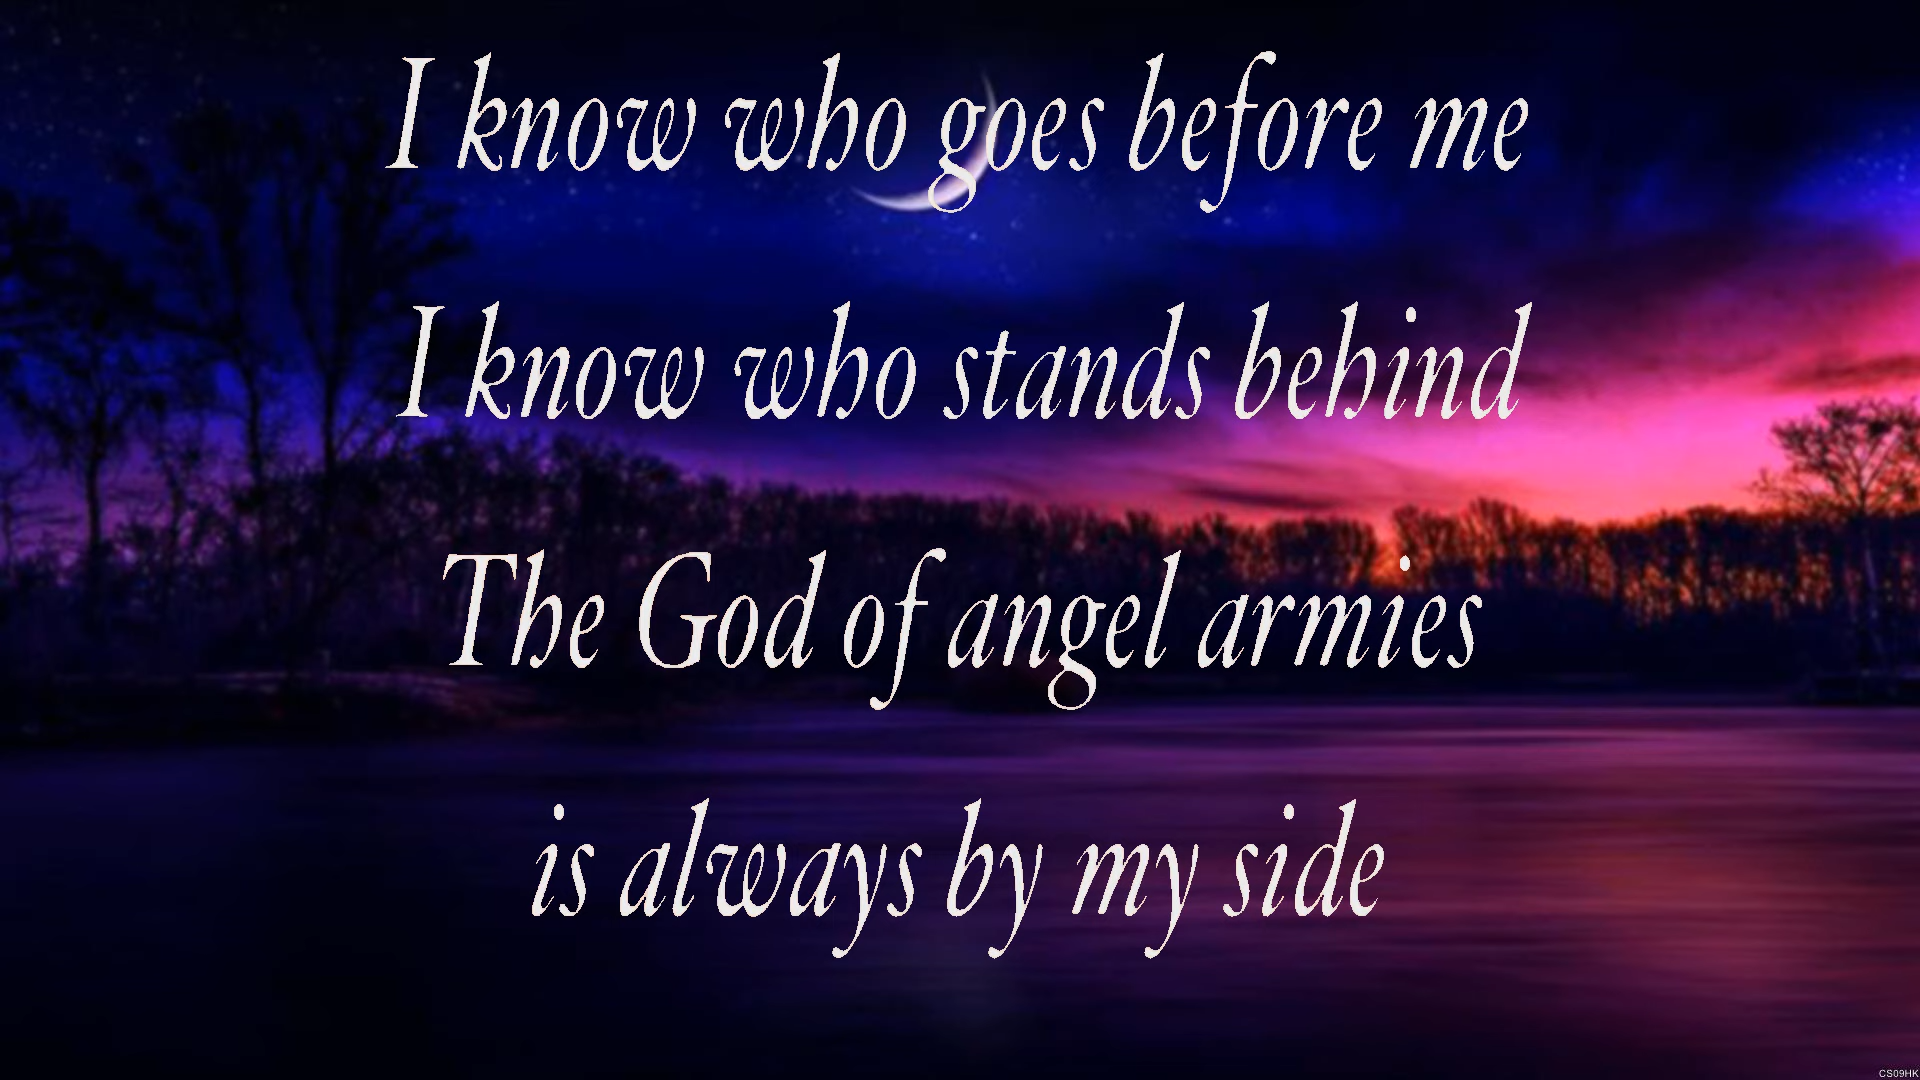 I know who goes before me
I know who stands behind
The God of angel armies
is always by my side
CS09HK